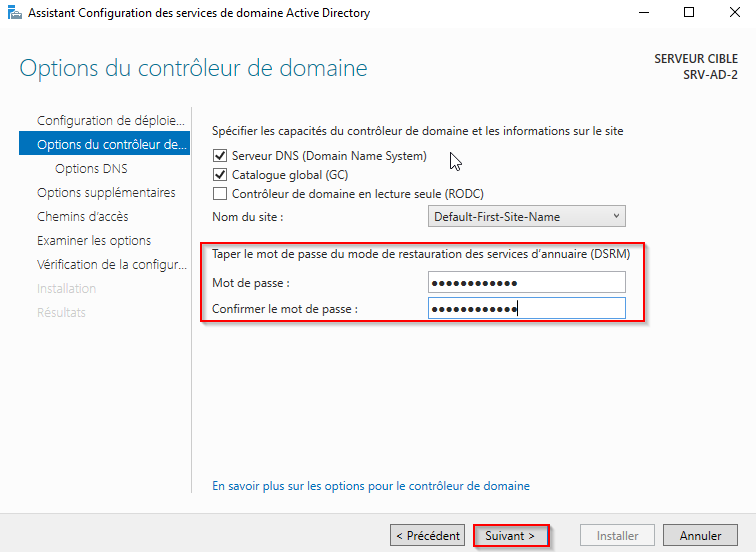 Assistant Configuration des services de domaine Active Directory
Options du contrôleur de domaine
SERVEUR CIBLE
SRV-AD-2
Configuration de déploie...
Options du contrôleur de...
Options DNS
Options supplémentaires
Chemins d'accès
Examiner les options
Vérification de la configur...
Installation
Résultats
Spécifier les capacités du contrôleur de domaine et les informations sur le site
Serveur DNS (Domain Name System)
Catalogue global (GC)
Contrôleur de domaine en lecture seule (RODC)
Nom du site : Default-First-Site-Name
Taper le mot de passe du mode de restauration des services d'annuaire (DSRM)
Mot de passe : ●●●●●●●●●●●●
Confirmer le mot de passe : ●●●●●●●●●●●●
En savoir plus sur les options pour le contrôleur de domaine
< Précédent Suivant > Installer Annuler